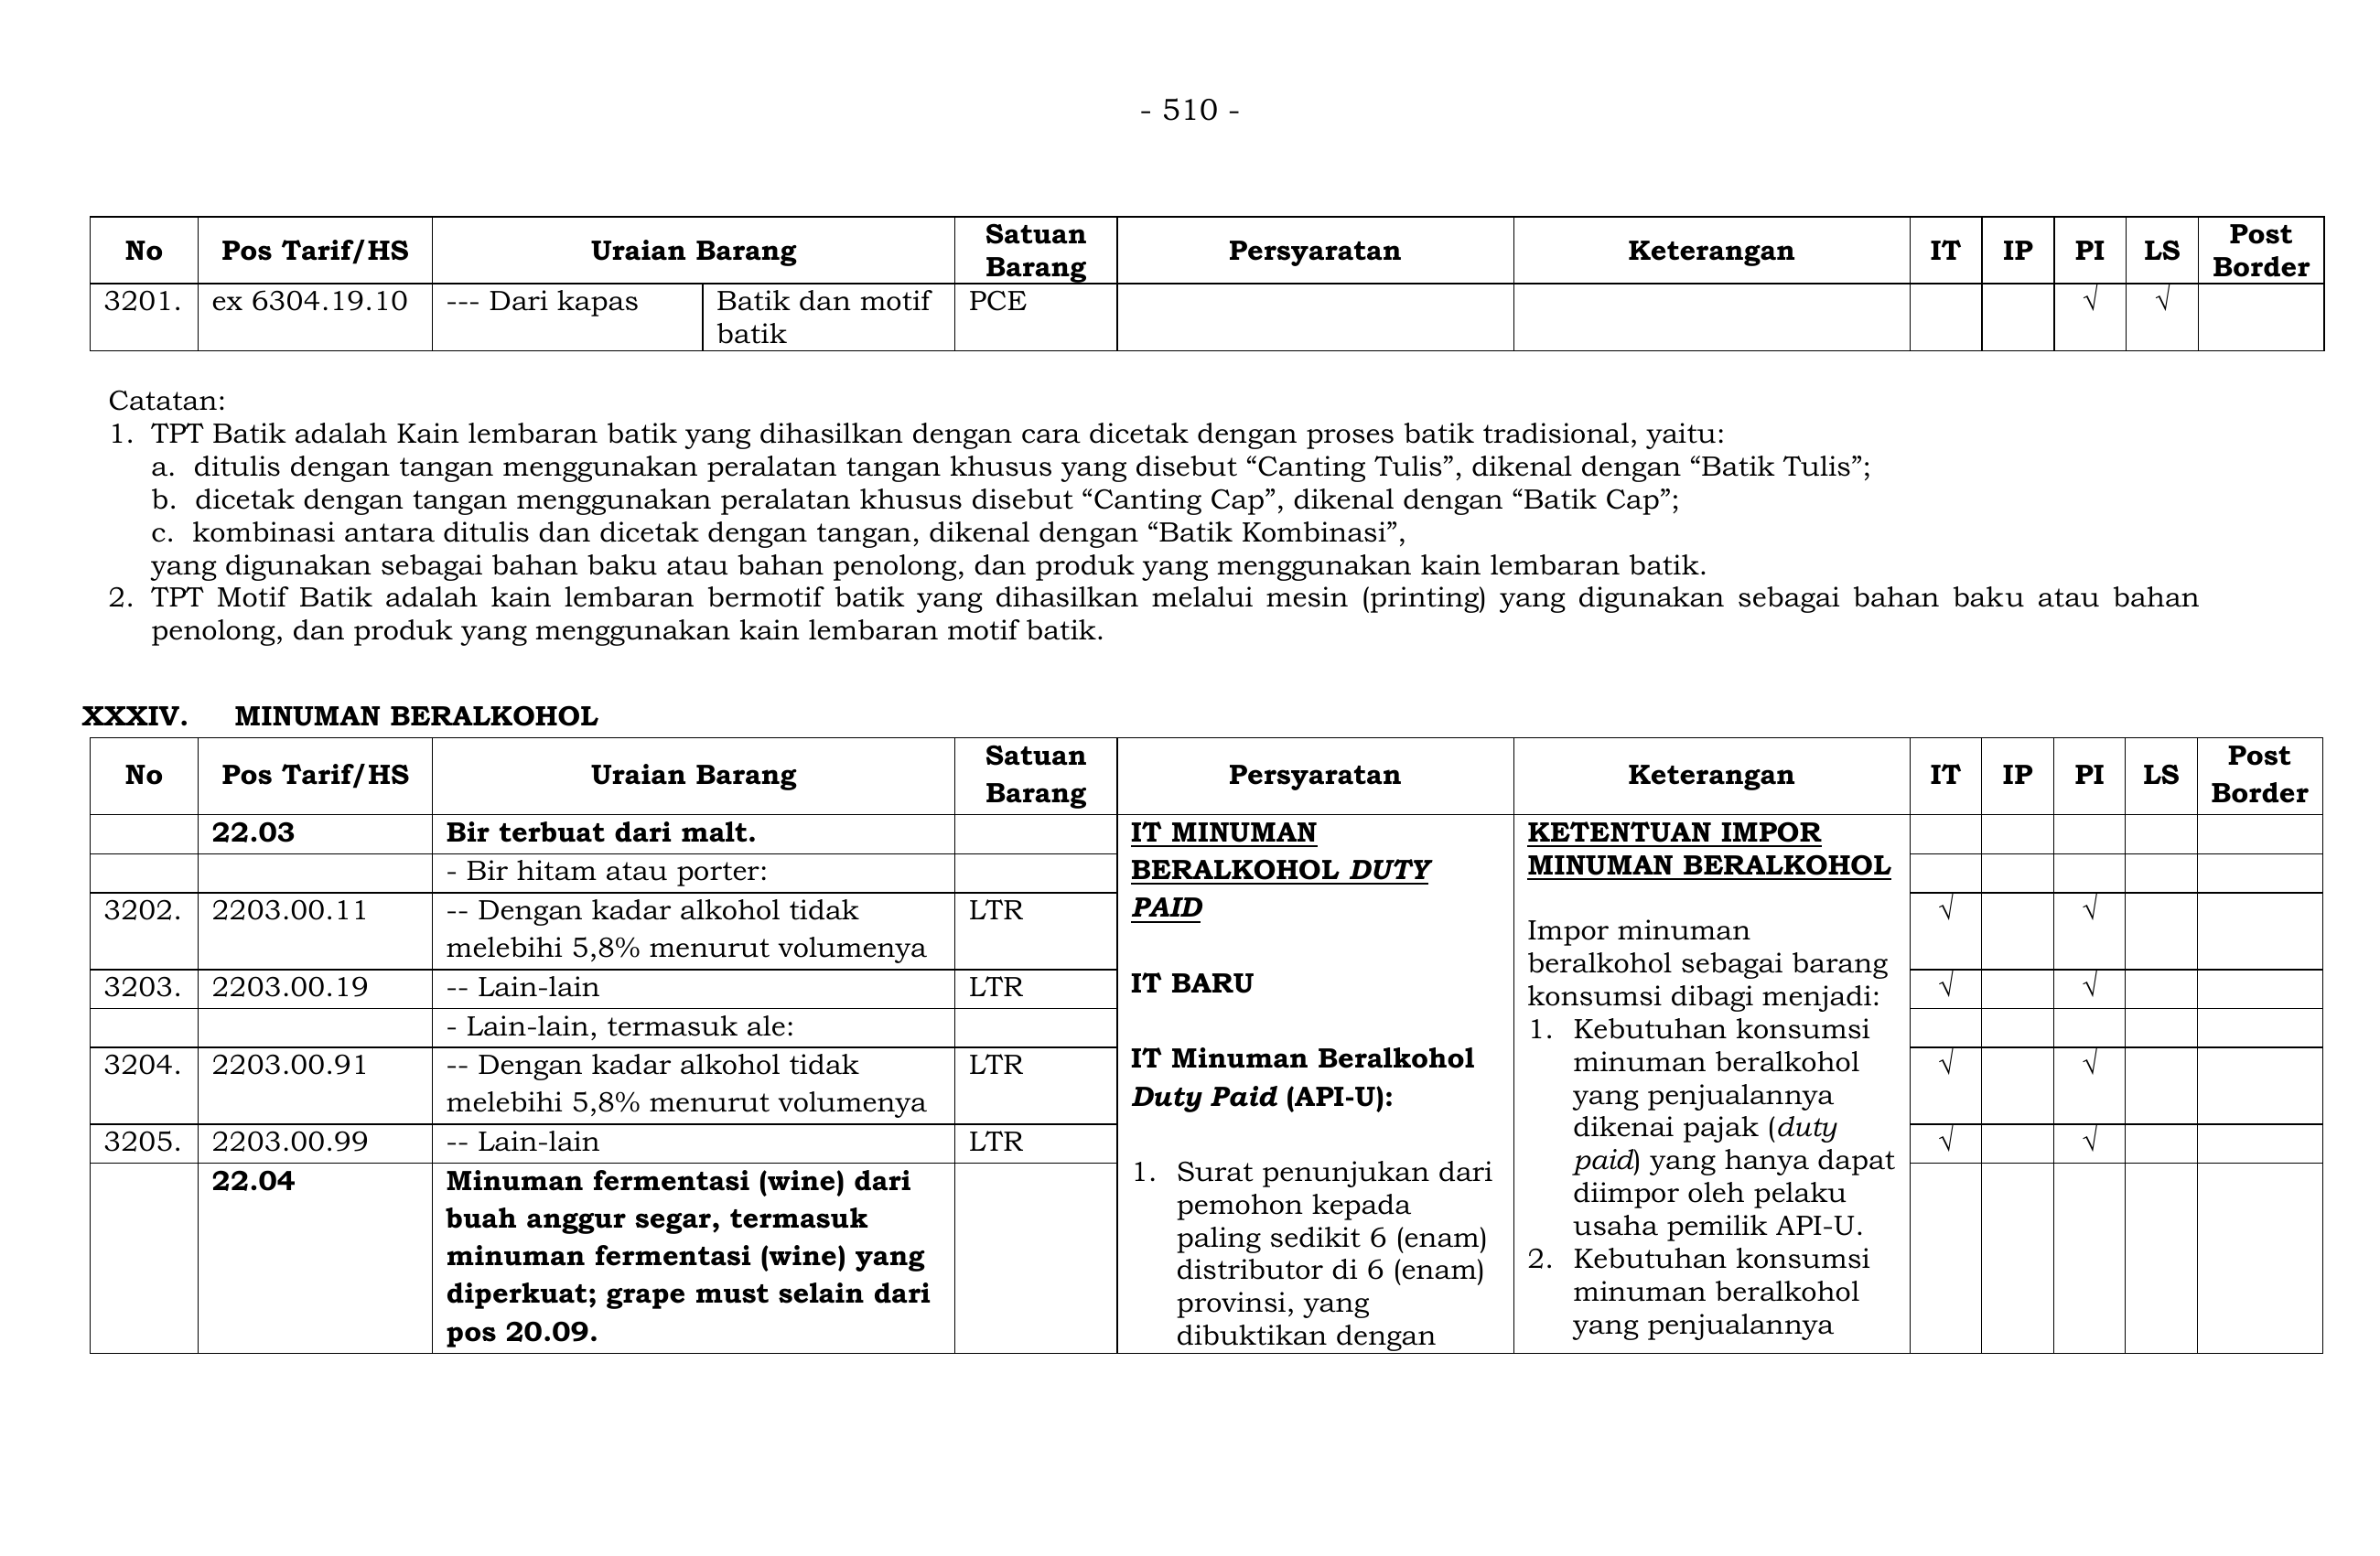 - 510 -
No Pos Tarif/HS Uraian Barang Satuan Barang Persyaratan Keterangan IT IP PI LS Post Border
3201. ex 6304.19.10 --- Dari kapas Batik dan motif batik PCE √ √
Catatan:
1. TPT Batik adalah Kain lembaran batik yang dihasilkan dengan cara dicetak dengan proses batik tradisional, yaitu:
a. ditulis dengan tangan menggunakan peralatan tangan khusus yang disebut “Canting Tulis”, dikenal dengan “Batik Tulis”;
b. dicetak dengan tangan menggunakan peralatan khusus disebut “Canting Cap”, dikenal dengan “Batik Cap”;
c. kombinasi antara ditulis dan dicetak dengan tangan, dikenal dengan “Batik Kombinasi”,
yang digunakan sebagai bahan baku atau bahan penolong, dan produk yang menggunakan kain lembaran batik.
2. TPT Motif Batik adalah kain lembaran bermotif batik yang dihasilkan melalui mesin (printing) yang digunakan sebagai bahan baku atau bahan
penolong, dan produk yang menggunakan kain lembaran motif batik.
XXXIV. MINUMAN BERALKOHOL
No Pos Tarif/HS Uraian Barang Satuan Barang Persyaratan Keterangan IT IP PI LS Post Border
22.03 Bir terbuat dari malt.
- Bir hitam atau porter:
3202. 2203.00.11 -- Dengan kadar alkohol tidak
melebihi 5,8% menurut volumenya
LTR √ √
3203. 2203.00.19 -- Lain-lain LTR √ √
- Lain-lain, termasuk ale:
3204. 2203.00.91 -- Dengan kadar alkohol tidak
melebihi 5,8% menurut volumenya
LTR √ √
3205. 2203.00.99 -- Lain-lain LTR √ √
22.04 Minuman fermentasi (wine) dari
buah anggur segar, termasuk
minuman fermentasi (wine) yang
diperkuat; grape must selain dari
pos 20.09.
IT MINUMAN
BERALKOHOL DUTY
PAID
IT BARU
IT Minuman Beralkohol
Duty Paid (API-U):
1. Surat penunjukan dari
pemohon kepada
paling sedikit 6 (enam)
distributor di 6 (enam)
provinsi, yang
dibuktikan dengan
KETENTUAN IMPOR
MINUMAN BERALKOHOL
Impor minuman
beralkohol sebagai barang
konsumsi dibagi menjadi:
1. Kebutuhan konsumsi
minuman beralkohol
yang penjualannya
dikenai pajak (duty
paid) yang hanya dapat
diimpor oleh pelaku
usaha pemilik API-U.
2. Kebutuhan konsumsi
minuman beralkohol
yang penjualannya